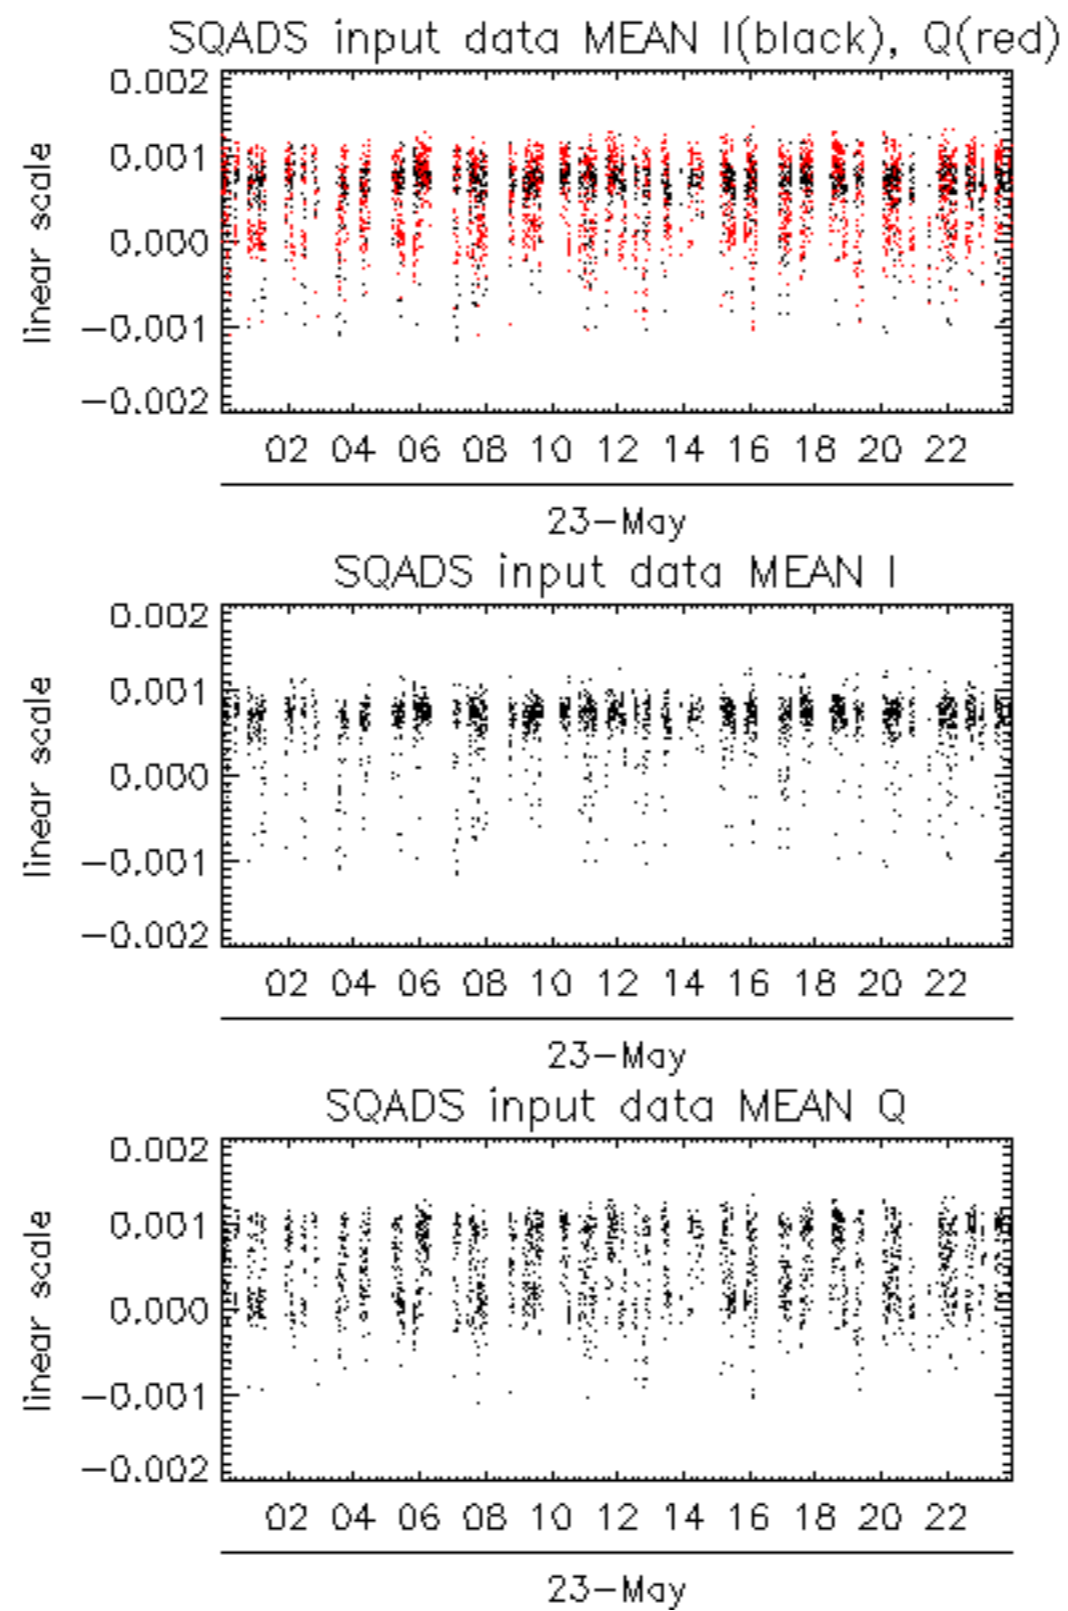 SQADS input data MEAN I(black), Q(red)
0.002
0.001
0.000
−0.001
−0.002
linear scale
02 04 06 08 10 12 14 16 18 20 22
23−May
SQADS input data MEAN I
0.002
0.001
0.000
−0.001
−0.002
linear scale
02 04 06 08 10 12 14 16 18 20 22
23−May
SQADS input data MEAN Q
0.002
0.001
0.000
−0.001
−0.002
linear scale
02 04 06 08 10 12 14 16 18 20 22
23−May